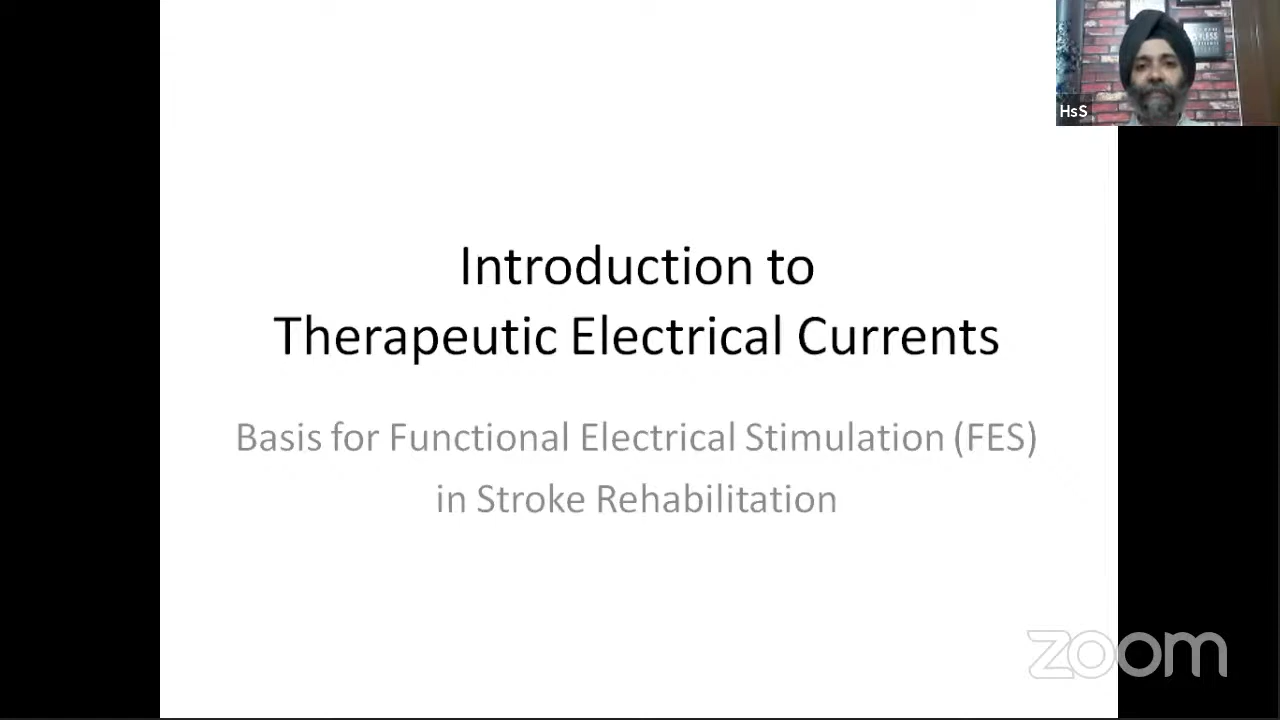 HsS
Introduction to
Therapeutic Electrical Currents
Basis for Functional Electrical Stimulation (FES)
in Stroke Rehabilitation
zoom